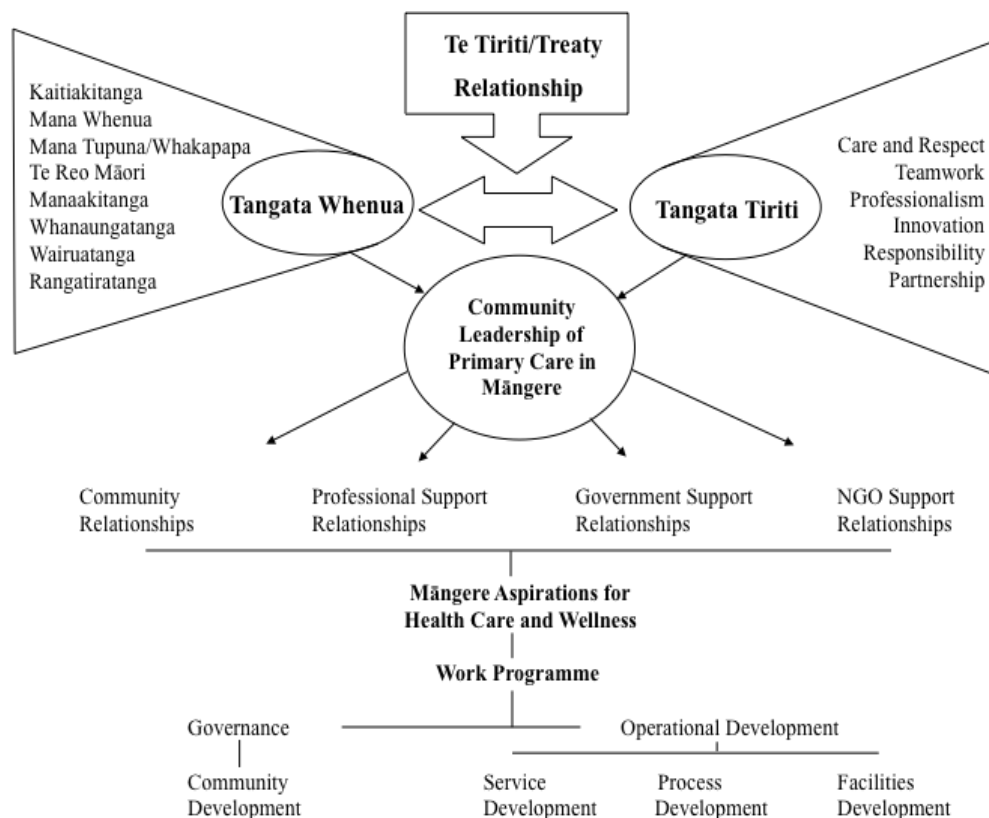 Te Tiriti/Treaty
Relationship
Kaitiakitanga
Mana Whenua
Mana Tupuna/Whakapapa
Te Reo Māori
Manaakitanga
Whanaungatanga
Wairuatanga
Rangatiratanga
Tangata Whenua
Tangata Tiriti
Care and Respect
Teamwork
Professionalism
Innovation
Responsibility
Partnership
Community
Leadership of
Primary Care in
Māngere
Community
Relationships
Professional Support
Relationships
Government Support
Relationships
NGO Support
Relationships
Māngere Aspirations for
Health Care and Wellness
Work Programme
Governance
Operational Development
Community
Development
Service
Development
Process
Development
Facilities
Development